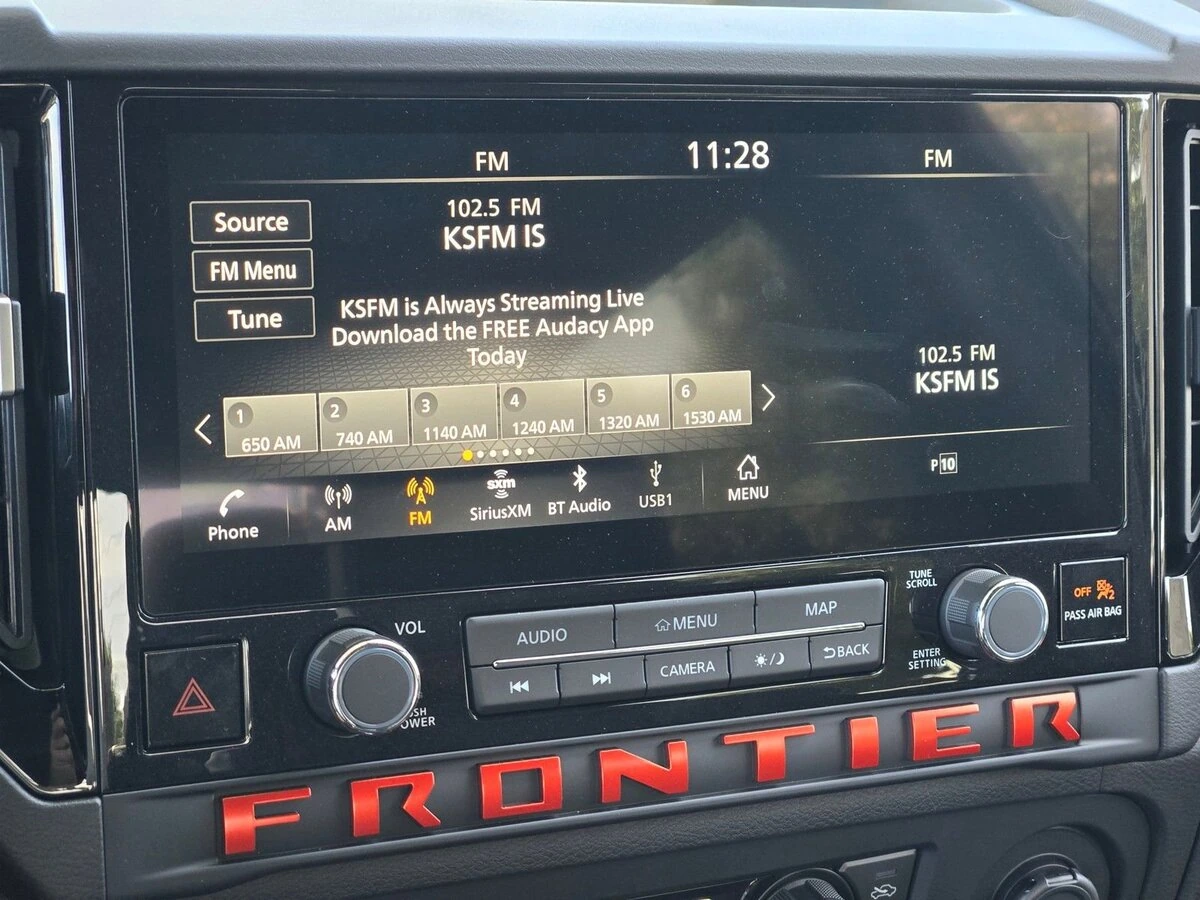 FM
11:28
FM
Source
FM Menu
Tune
102.5 FM
KSFM IS
KSFM is Always Streaming Live
Download the FREE Audacy App
Today
1
650 AM
2
740 AM
3
1140 AM
4
1240 AM
5
1320 AM
6
1530 AM
102.5 FM
KSFM IS
P10
Phone
AM
FM
sxm
SiriusXM
BT Audio
USB1
MENU
VOL
AUDIO
MENU
MAP
CAMERA
BACK
TUNE
SCROLL
ENTER
SETTING
OFF
2
PASS AIR BAG
FRONTIER